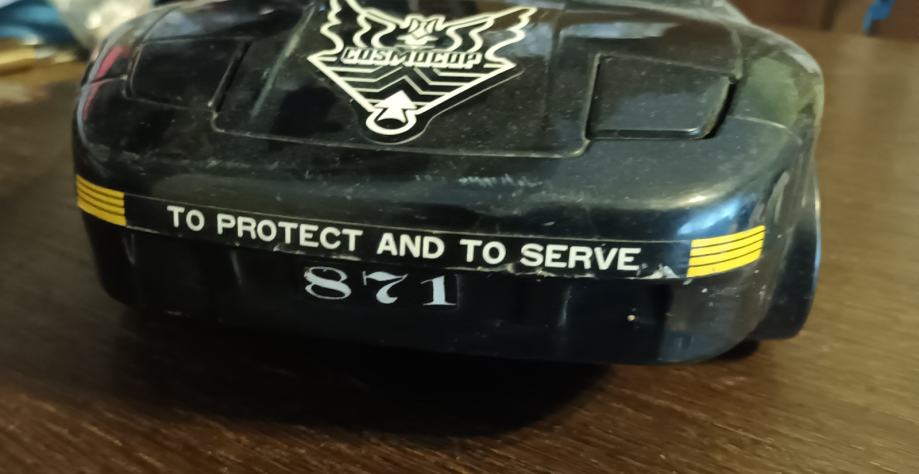 COSMOCOP
TO PROTECT AND TO SERVE
871